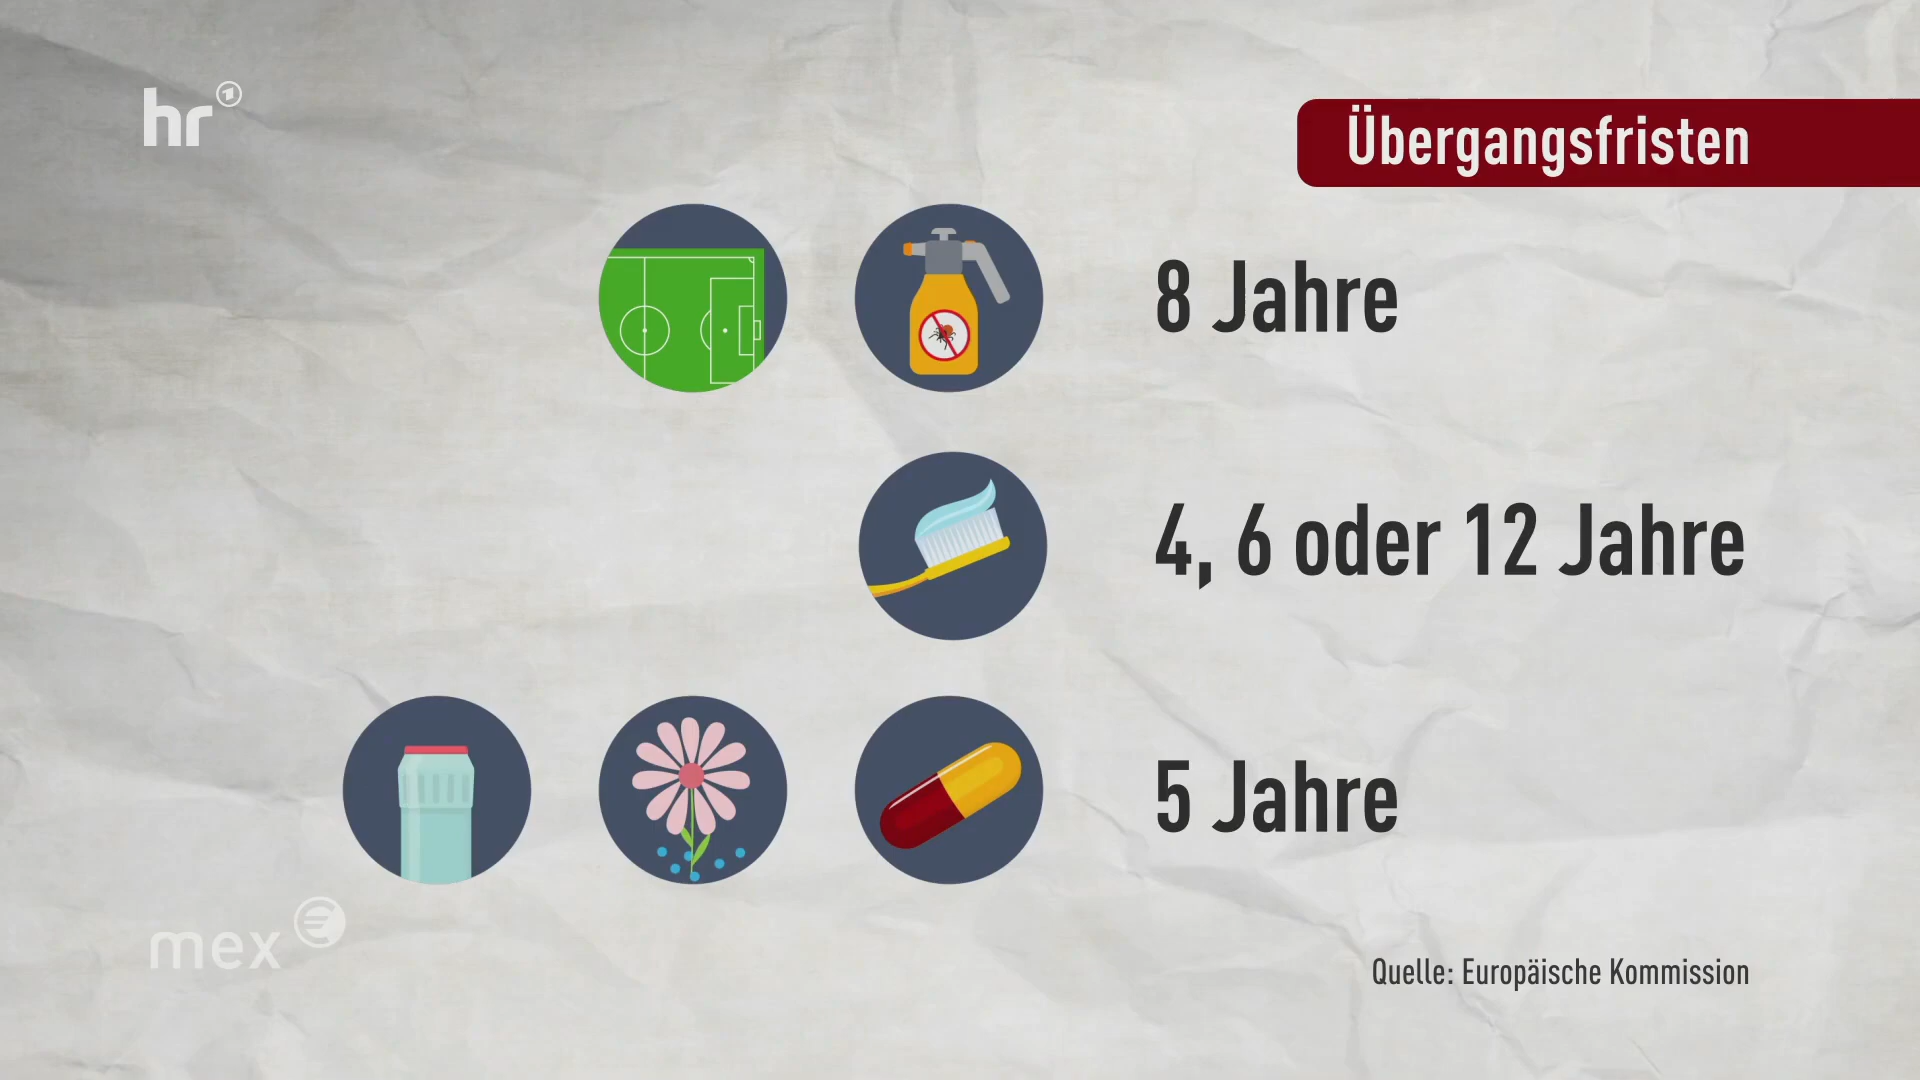 hr
Übergangsfristen
8 Jahre
4, 6 oder 12 Jahre
5 Jahre
mex
Quelle: Europäische Kommission